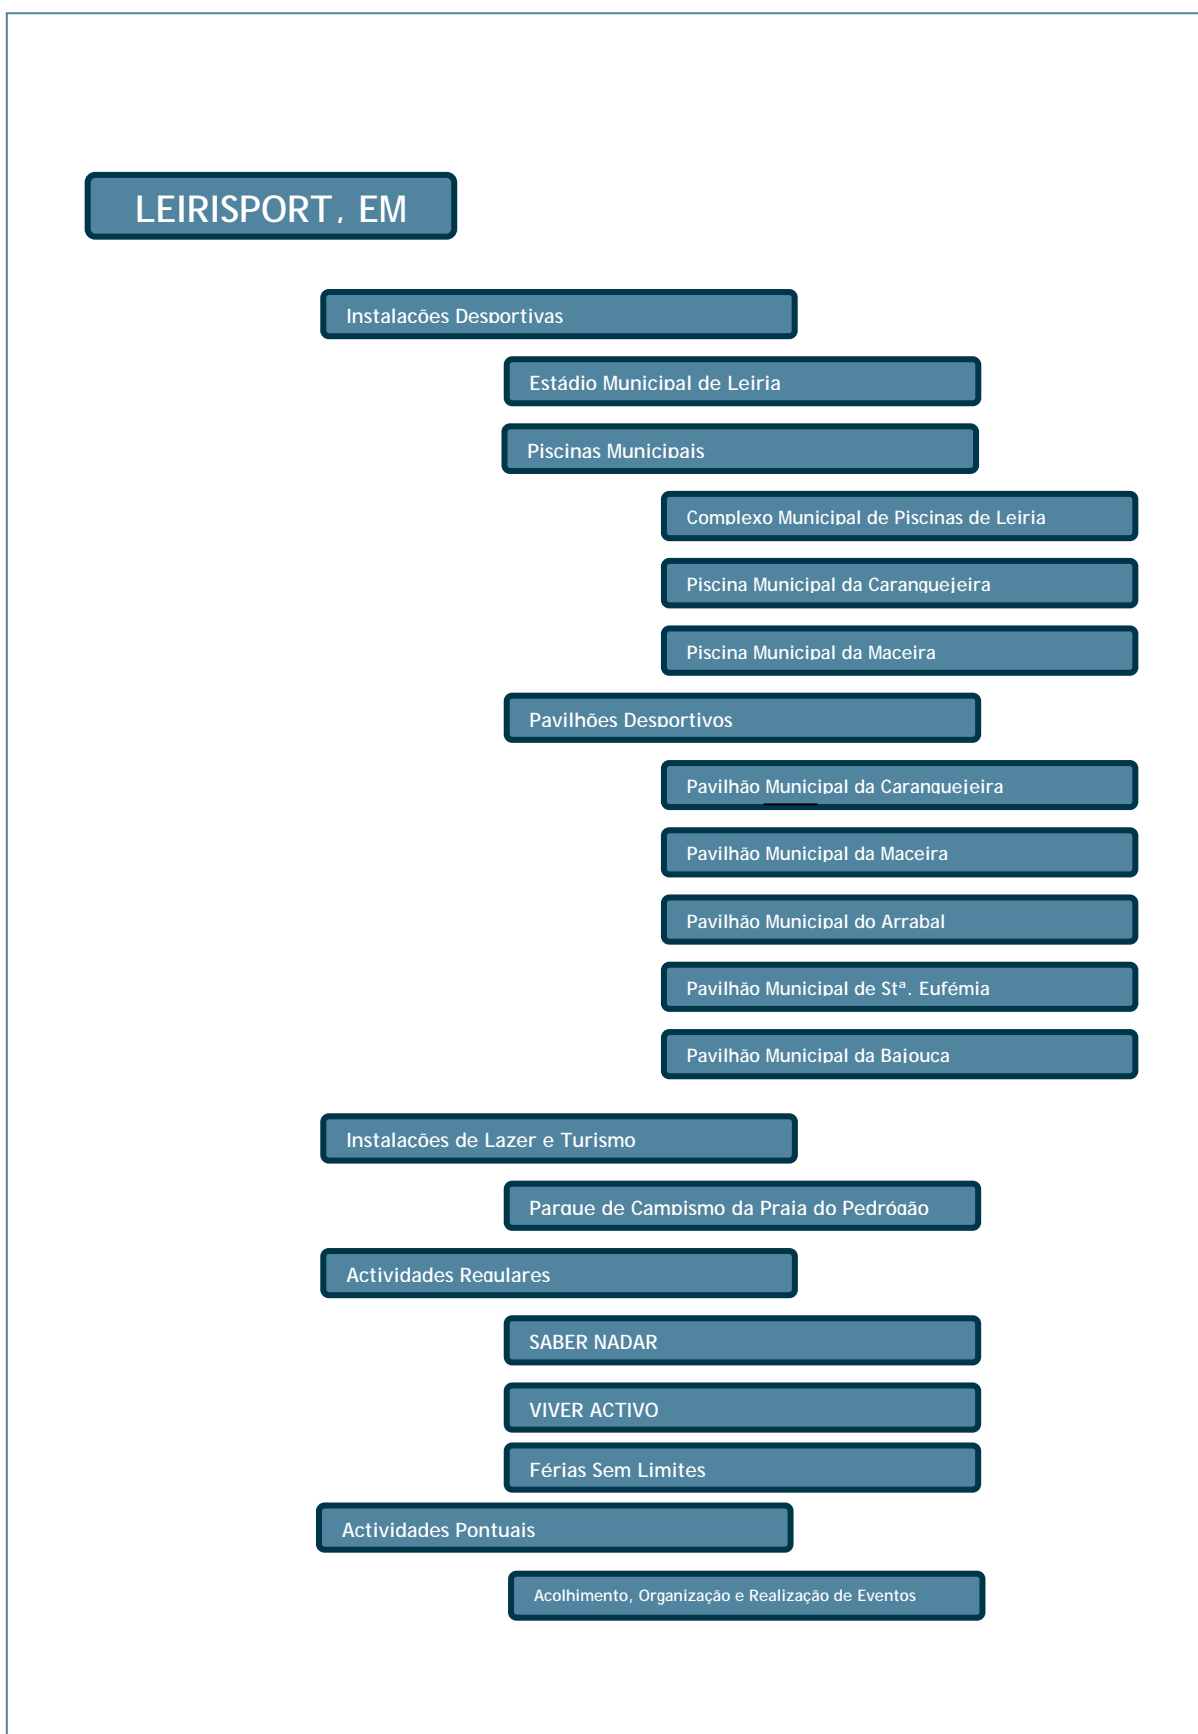 LEIRISPORT, EM
Instalações Desportivas
Estádio Municipal de Leiria
Piscinas Municipais
Complexo Municipal de Piscinas de Leiria
Piscina Municipal da Caranguejeira
Piscina Municipal da Maceira
Pavilhões Desportivos
Pavilhão Municipal da Caranguejeira
Pavilhão Municipal da Maceira
Pavilhão Municipal do Arrabal
Pavilhão Municipal de Stª. Eufémia
Pavilhão Municipal da Bajouca
Instalações de Lazer e Turismo
Parque de Campismo da Praia do Pedrógão
Actividades Regulares
SABER NADAR
VIVER ACTIVO
Férias Sem Limites
Actividades Pontuais
Acolhimento, Organização e Realização de Eventos